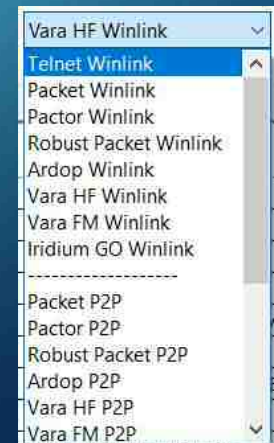 Vara HF Winlink
Telnet Winlink
Packet Winlink
Pactor Winlink
Robust Packet Winlink
Ardop Winlink
Vara HF Winlink
Vara FM Winlink
Iridium GO Winlink
------------------
Packet P2P
Pactor P2P
Robust Packet P2P
Ardop P2P
Vara HF P2P
Vara FM P2P